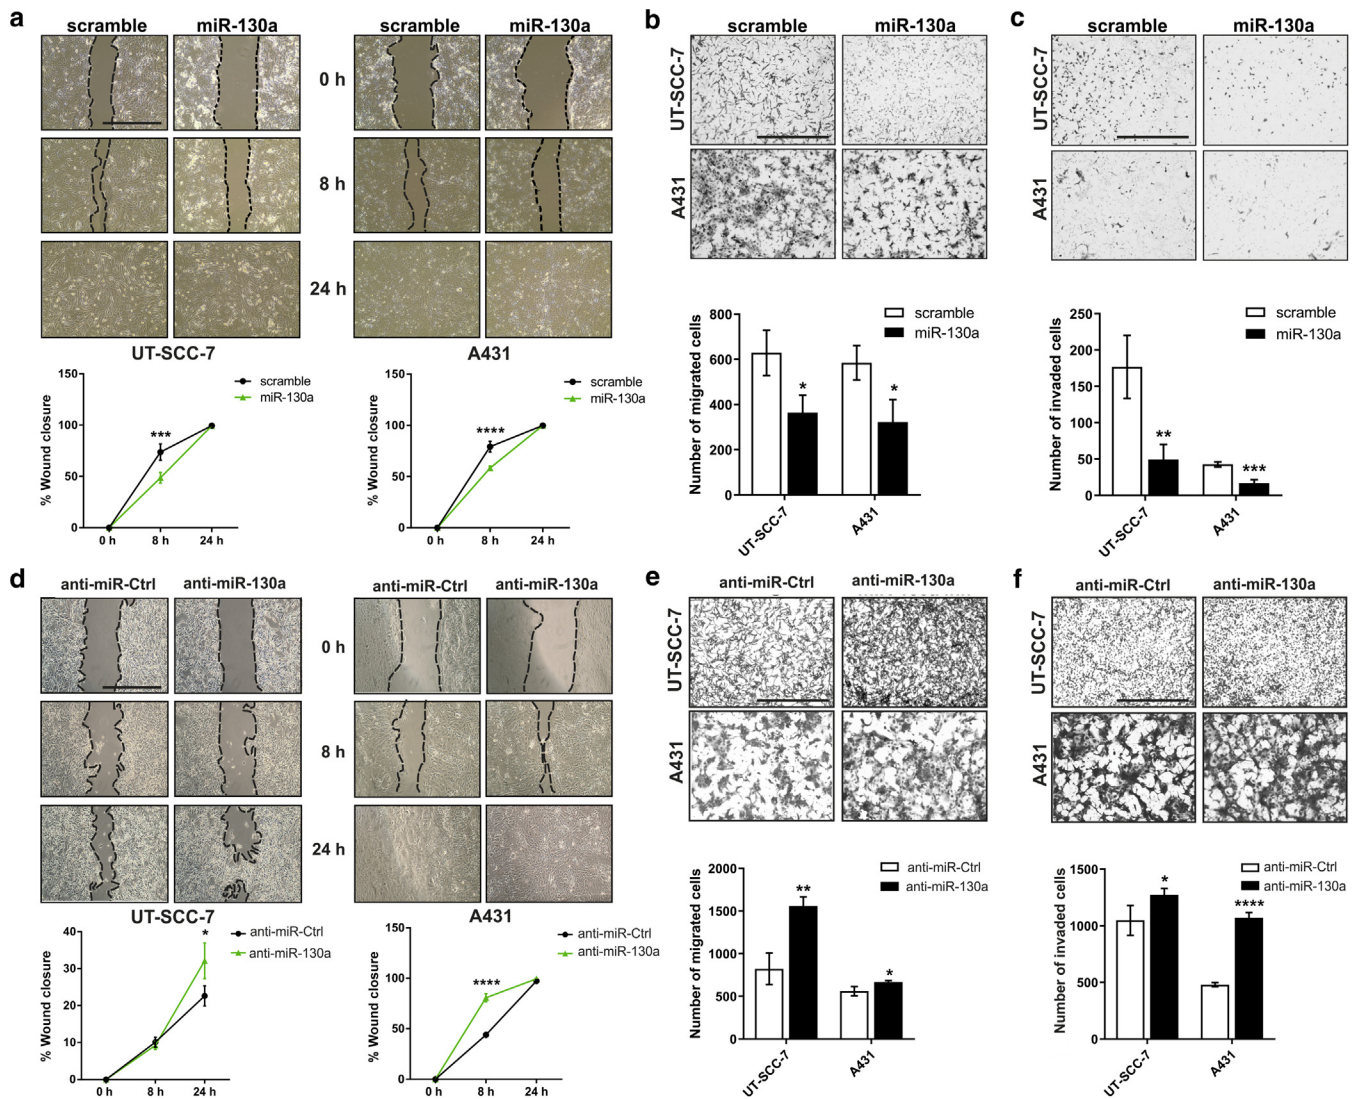 a
scramble miR-130a scramble miR-130a
0 h
8 h
24 h
UT-SCC-7 A431
150
100
50
0
% Wound closure
0 h 8 h 24 h
***
scramble
miR-130a
150
100
50
0
% Wound closure
0 h 8 h 24 h
****
scramble
miR-130a
b
scramble miR-130a
UT-SCC-7
A431
scramble
miR-130a
800
600
400
200
0
Number of migrated cells
* *
UT-SCC-7 A431
c
scramble miR-130a
UT-SCC-7
A431
scramble
miR-130a
250
200
150
100
50
0
Number of invaded cells
** ***
UT-SCC-7 A431
d
anti-miR-Ctrl anti-miR-130a anti-miR-Ctrl anti-miR-130a
0 h
8 h
24 h
UT-SCC-7 A431
40
30
20
10
0
% Wound closure
0 h 8 h 24 h
*
anti-miR-Ctrl
anti-miR-130a
150
100
50
0
% Wound closure
0 h 8 h 24 h
****
anti-miR-Ctrl
anti-miR-130a
e
anti-miR-Ctrl anti-miR-130a
UT-SCC-7
A431
anti-miR-Ctrl
anti-miR-130a
2000
1500
1000
500
0
Number of migrated cells
** *
UT-SCC-7 A431
f
anti-miR-Ctrl anti-miR-130a
UT-SCC-7
A431
anti-miR-Ctrl
anti-miR-130a
1500
1000
500
0
Number of invaded cells
* ****
UT-SCC-7 A431